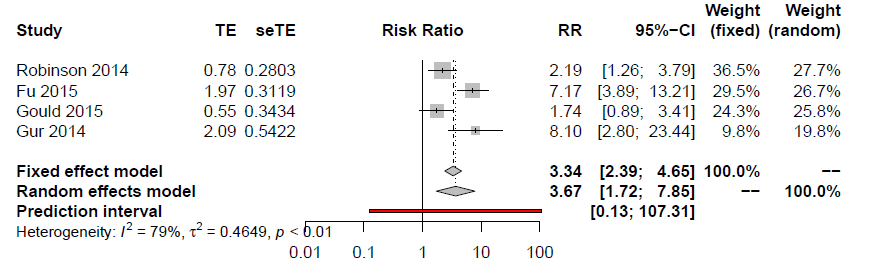 Weight Weight
Study TE seTE Risk Ratio RR 95%−CI (fixed) (random)
Robinson 2014 0.78 0.2803 2.19 [1.26; 3.79] 36.5% 27.7%
Fu 2015 1.97 0.3119 7.17 [3.89; 13.21] 29.5% 26.7%
Gould 2015 0.55 0.3434 1.74 [0.89; 3.41] 24.3% 25.8%
Gur 2014 2.09 0.5422 8.10 [2.80; 23.44] 9.8% 19.8%
Fixed effect model 3.34 [2.39; 4.65] 100.0% −−
Random effects model 3.67 [1.72; 7.85] −− 100.0%
Prediction interval [0.13; 107.31]
Heterogeneity: I² = 79%, τ² = 0.4649, p < 0.01
0.01 0.1 1 10 100